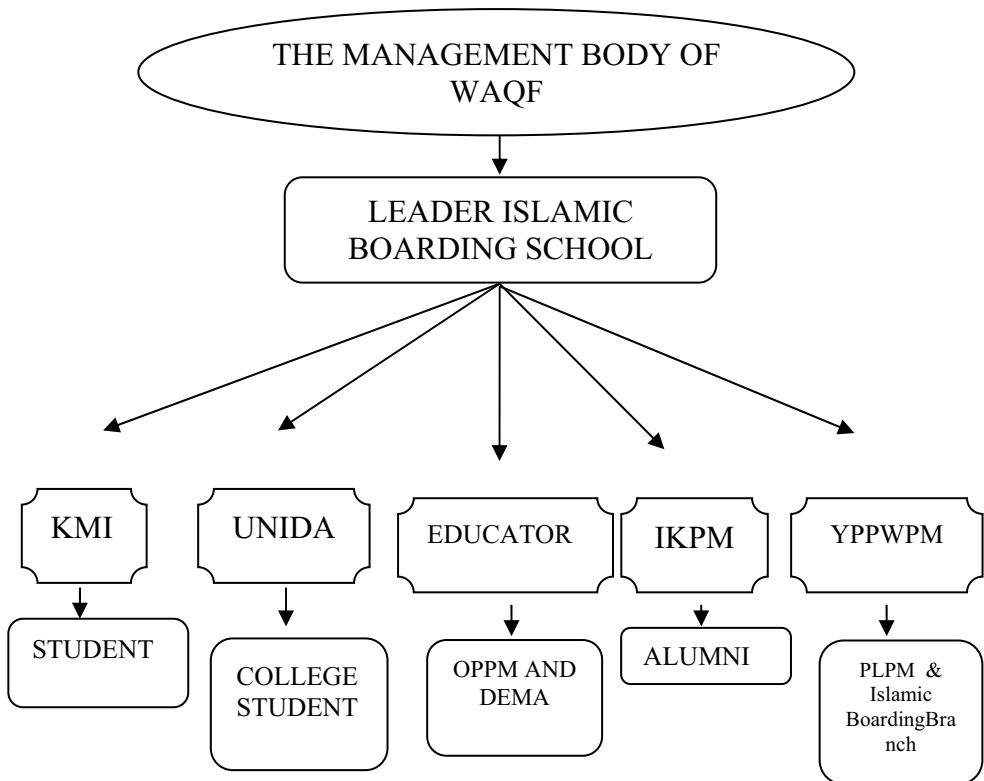 THE MANAGEMENT BODY OF
WAQF
LEADER ISLAMIC
BOARDING SCHOOL
KMI
UNIDA
EDUCATOR
IKPM
YPPWPM
STUDENT
COLLEGE
STUDENT
OPPM AND
DEMA
ALUMNI
PLPM &
Islamic
BoardingBra
nch